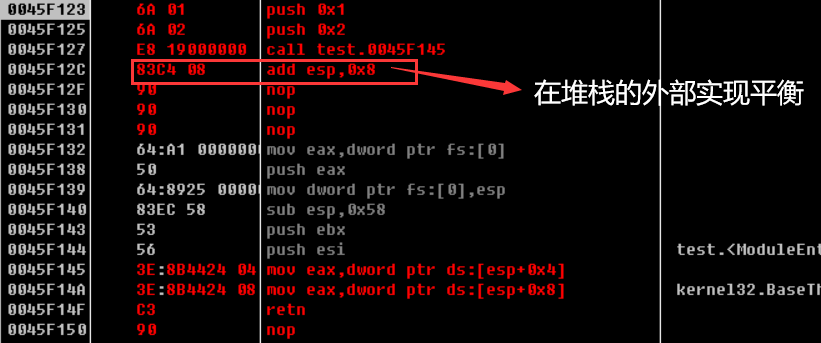 0045F123 6A 01 push 0x1
0045F125 6A 02 push 0x2
0045F127 E8 19000000 call test.0045F145
0045F12C 83C4 08 add esp,0x8
在堆栈的外部实现平衡
0045F12F 90 nop
0045F130 90 nop
0045F131 90 nop
0045F132 64:A1 0000000 mov eax,dword ptr fs:[0]
0045F138 50 push eax
0045F139 64:8925 00000 mov dword ptr fs:[0],esp
0045F140 83EC 58 sub esp,0x58
0045F143 53 push ebx
0045F144 56 push esi test.<ModuleEnt
0045F145 3E:8B4424 04 mov eax,dword ptr ds:[esp+0x4]
0045F14A 3E:8B4424 08 mov eax,dword ptr ds:[esp+0x8] kernel32.BaseTh
0045F14F C3 retn
0045F150 90 nop